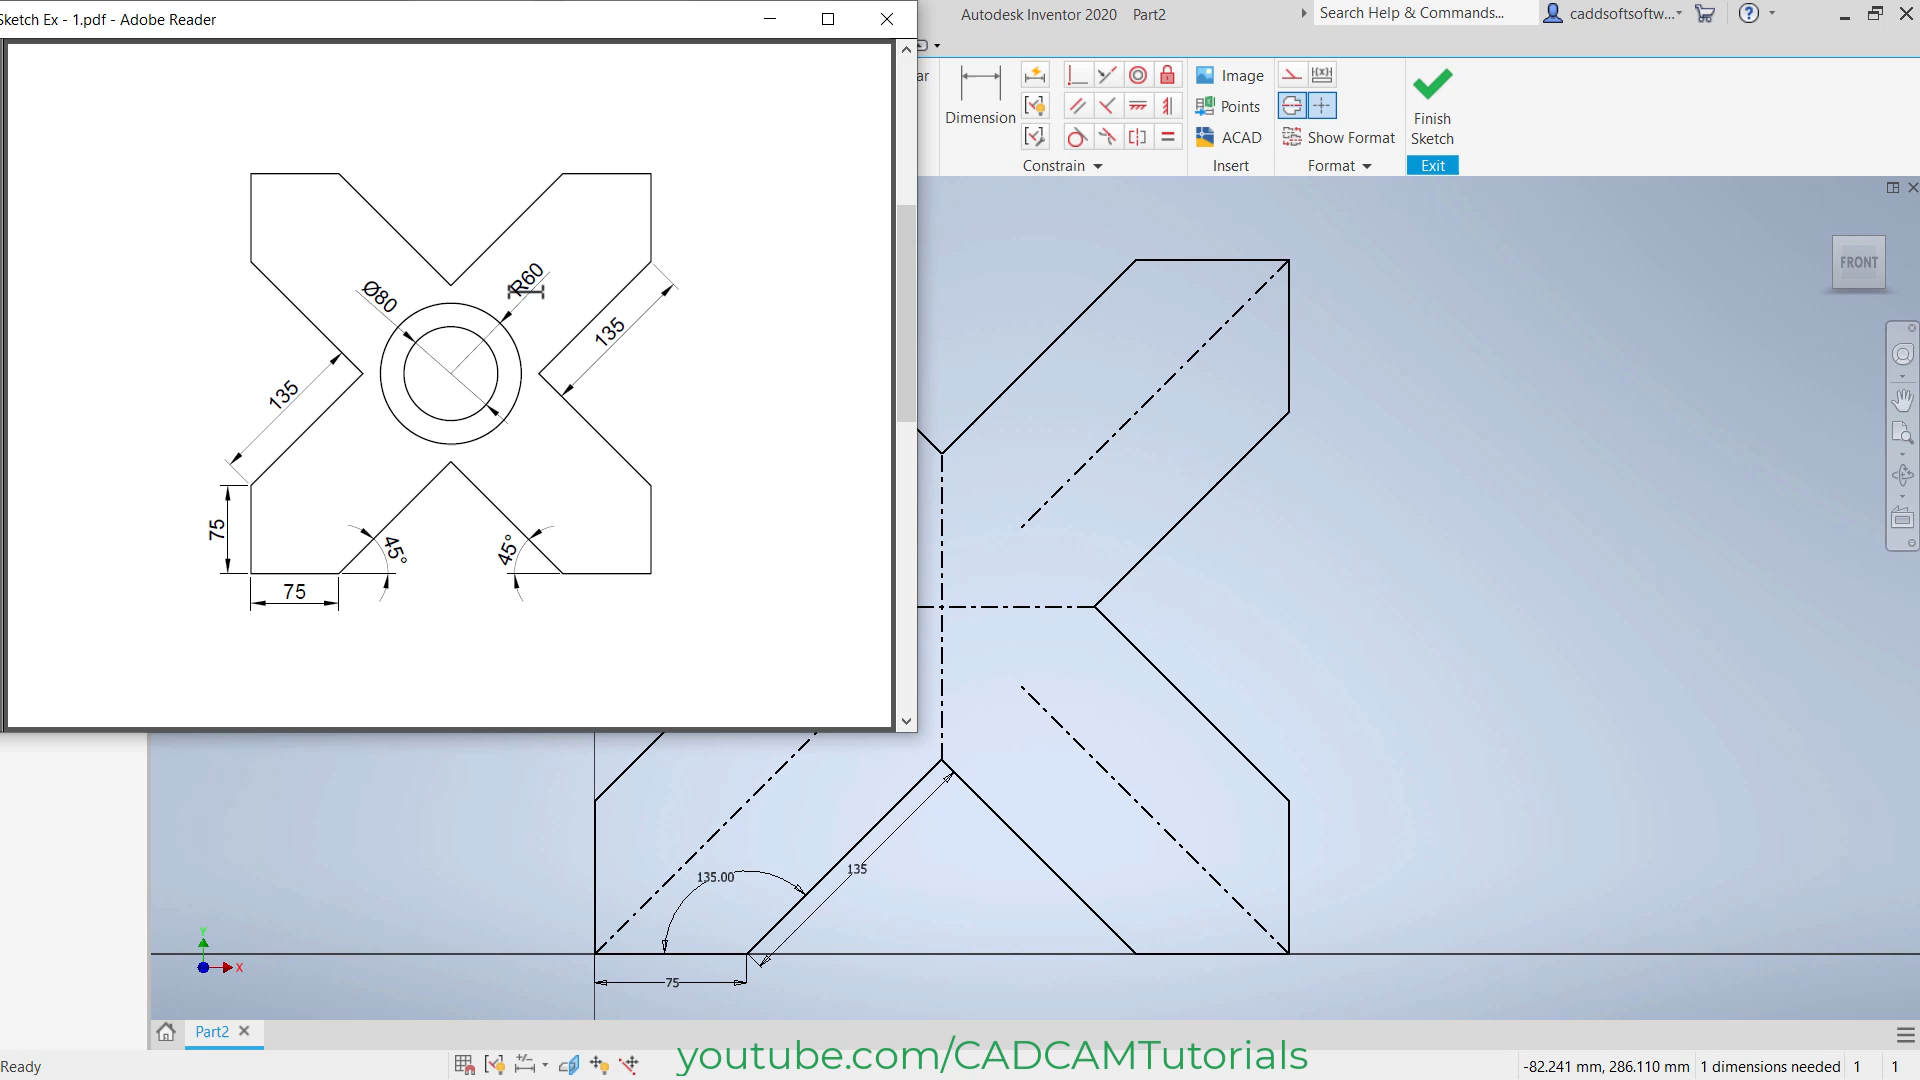 Sketch Ex - 1.pdf - Adobe Reader
Autodesk Inventor 2020 Part2
Search Help & Commands...
caddsoftsoftw...
ar
Dimension
Constrain
Image
Points
ACAD
Insert
Show Format
Format
Finish
Sketch
Exit
FRONT
Ø80
R60
135
135
75
45°
45°
75
135.00
135
75
Y
X
Part2
Ready
youtube.com/CADCAMTutorials
-82.241 mm, 286.110 mm 1 dimensions needed 1 1